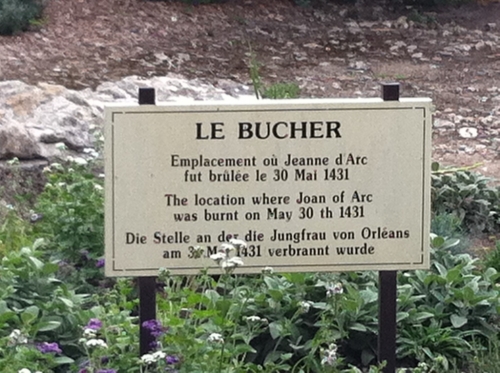 LE BUCHER
Emplacement où Jeanne d'Arc
fut brûlée le 30 Mai 1431
The location where Joan of Arc
was burnt on May 30 th 1431
Die Stelle an der die Jungfrau von Orléans
am 1431 verbrannt wurde